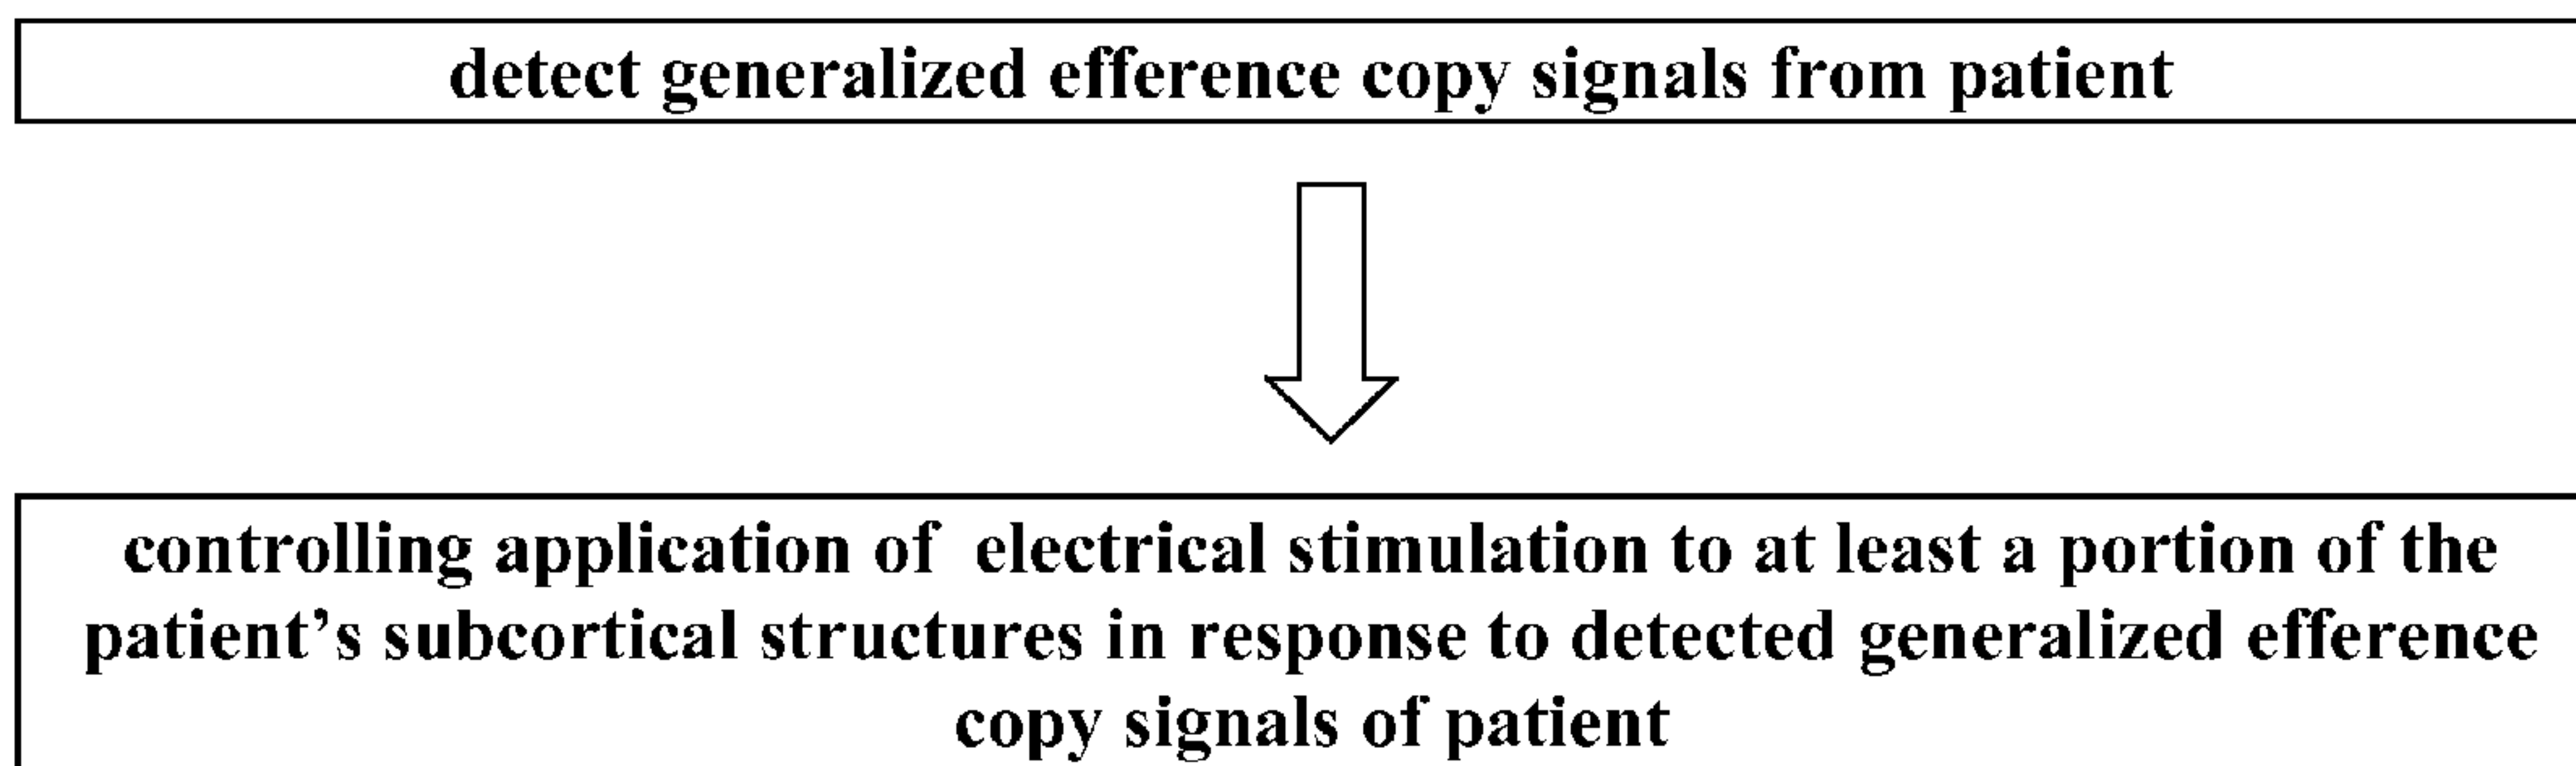 detect generalized efference copy signals from patient
controlling application of electrical stimulation to at least a portion of the
patient’s subcortical structures in response to detected generalized efference
copy signals of patient